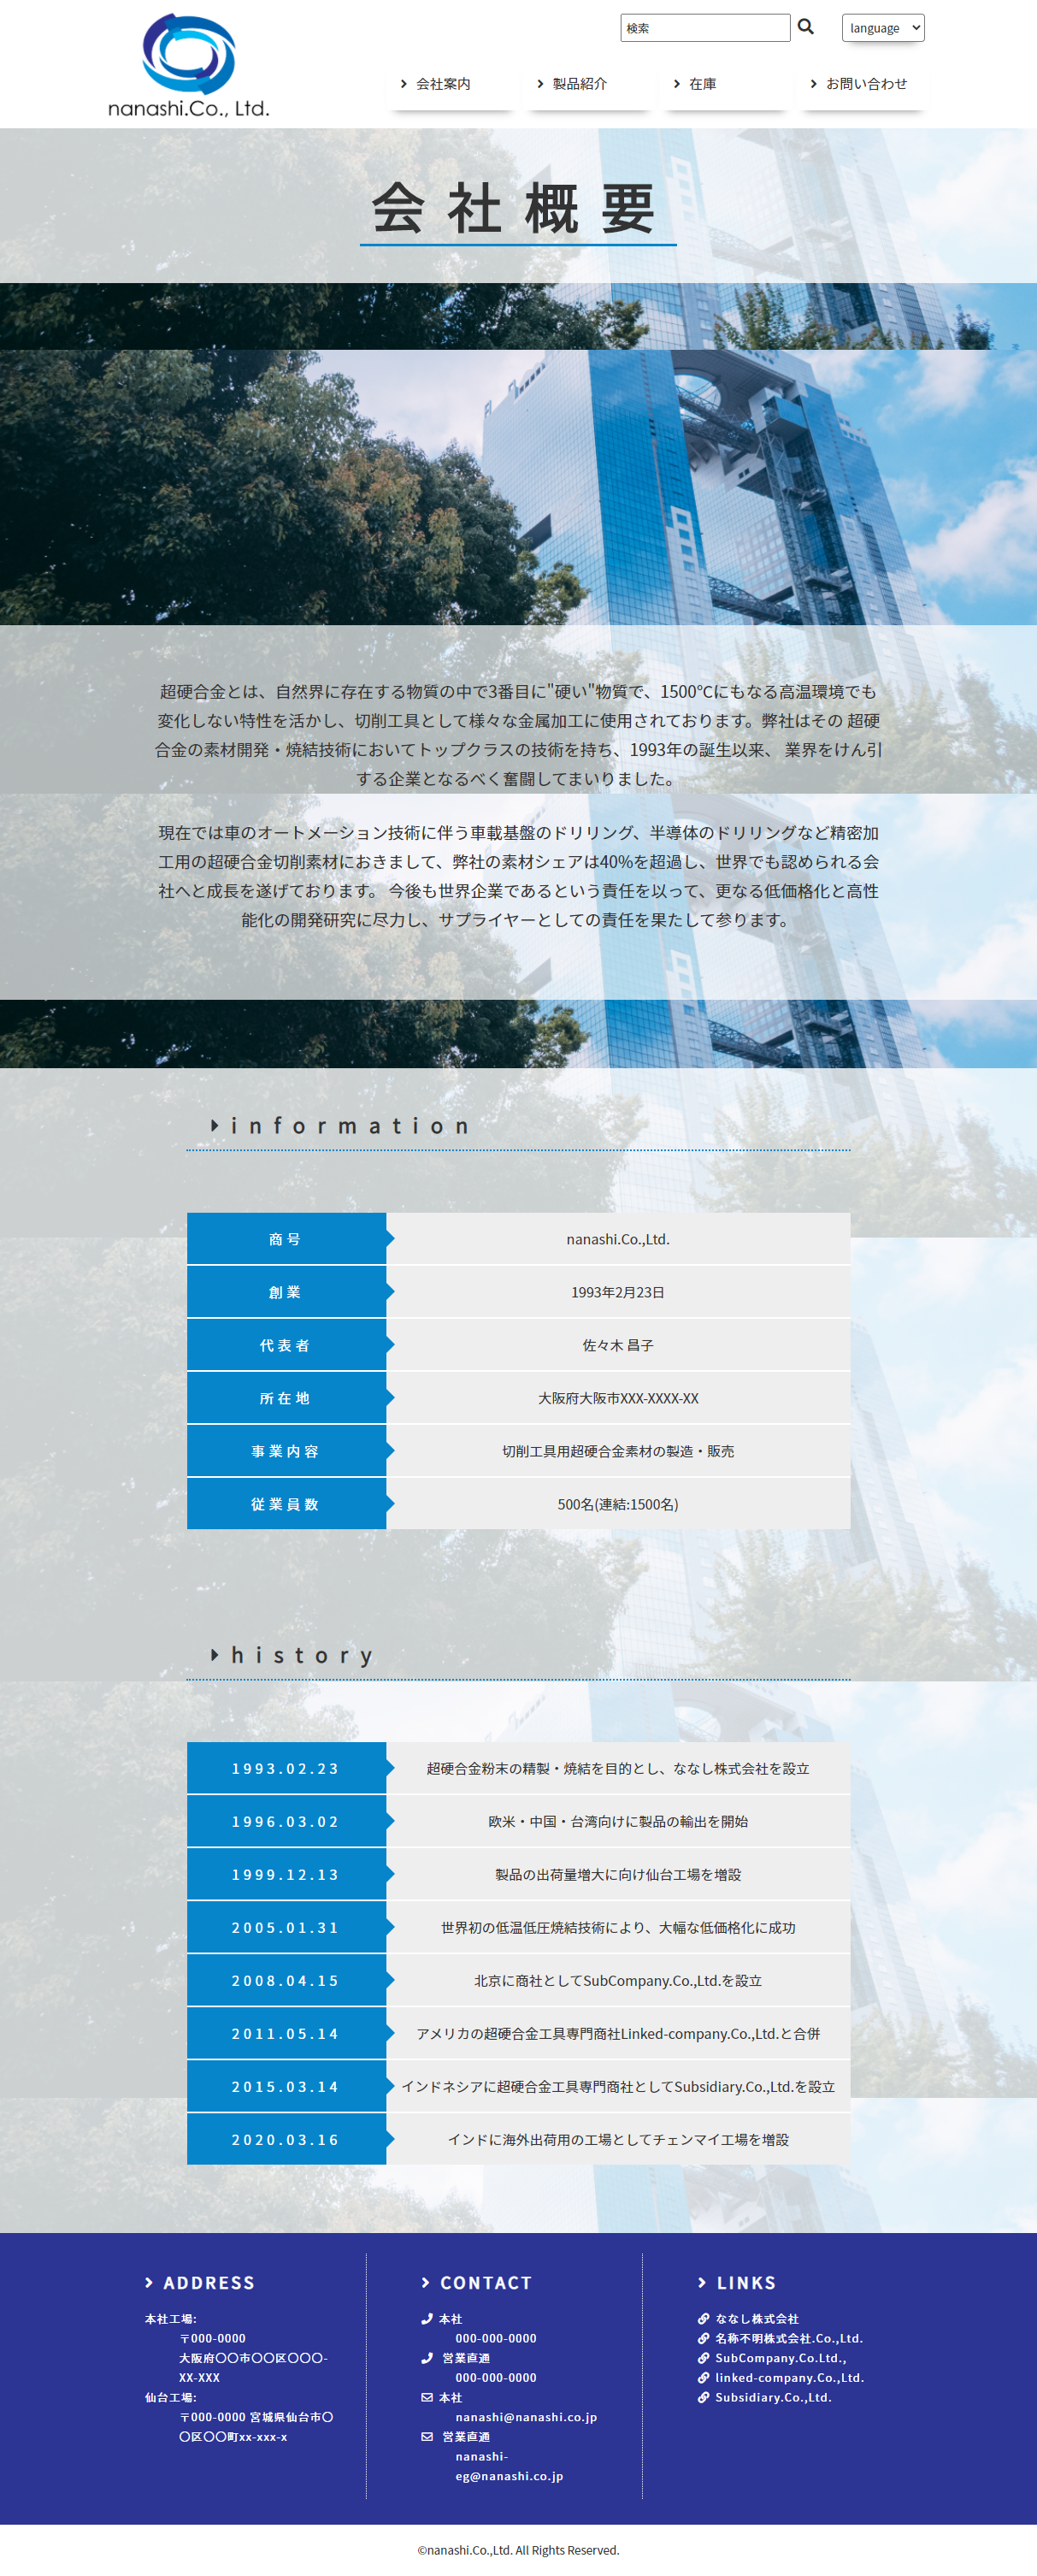 nanashi.Co., Ltd.
検索
language
会社案内
製品紹介
在庫
お問い合わせ
会社概要
超硬合金とは、自然界に存在する物質の中で3番目に"硬い"物質で、1500℃にもなる高温環境でも
変化しない特性を活かし、切削工具として様々な金属加工に使用されております。弊社はその 超硬
合金の素材開発・焼結技術においてトップクラスの技術を持ち、1993年の誕生以来、 業界をけん引
する企業となるべく奮闘してまいりました。
現在では車のオートメーション技術に伴う車載基盤のドリリング、半導体のドリリングなど精密加
工用の超硬合金切削素材におきまして、弊社の素材シェアは40%を超過し、世界でも認められる会
社へと成長を遂げております。 今後も世界企業であるという責任を以って、更なる低価格化と高性
能化の開発研究に尽力し、サプライヤーとしての責任を果たして参ります。
information
商号
nanashi.Co.,Ltd.
創業
1993年2月23日
代表者
佐々木 昌子
所在地
大阪府大阪市XXX-XXXX-XX
事業内容
切削工具用超硬合金素材の製造・販売
従業員数
500名(連結:1500名)
history
1993.02.23
超硬合金粉末の精製・焼結を目的とし、ななし株式会社を設立
1996.03.02
欧米・中国・台湾向けに製品の輸出を開始
1999.12.13
製品の出荷量増大に向け仙台工場を増設
2005.01.31
世界初の低温低圧焼結技術により、大幅な低価格化に成功
2008.04.15
北京に商社としてSubCompany.Co.,Ltd.を設立
2011.05.14
アメリカの超硬合金工具専門商社Linked-company.Co.,Ltd.と合併
2015.03.14
インドネシアに超硬合金工具専門商社としてSubsidiary.Co.,Ltd.を設立
2020.03.16
インドに海外出荷用の工場としてチェンマイ工場を増設
ADDRESS
本社工場:
〒000-0000
大阪府〇〇市〇〇区〇〇〇-
XX-XXX
仙台工場:
〒000-0000 宮城県仙台市〇
〇区〇〇町xx-xxx-x
CONTACT
本社
000-000-0000
営業直通
000-000-0000
本社
nanashi@nanashi.co.jp
営業直通
nanashi-
eg@nanashi.co.jp
LINKS
ななし株式会社
名称不明株式会社.Co.,Ltd.
SubCompany.Co.Ltd.,
linked-company.Co.,Ltd.
Subsidiary.Co.,Ltd.
©nanashi.Co.,Ltd. All Rights Reserved.